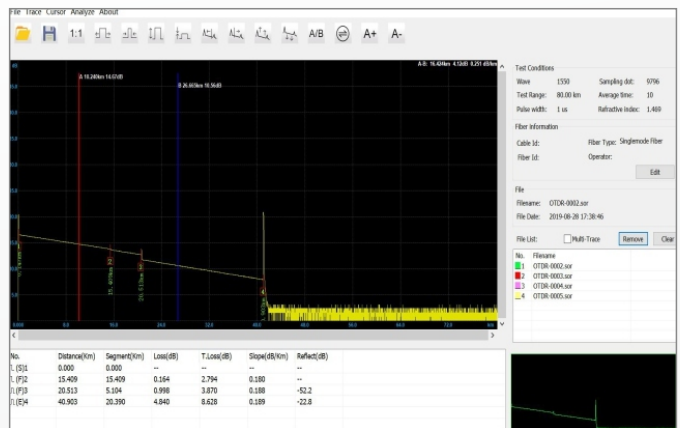 File Trace Cursor Analyze About
1:1 A/B A+ A-
A-B: 16.424km 4.12dB 0.251 dB/km
A 10.240km 14.67dB
B 26.665km 10.56dB
Test Conditions
Wave 1550 Sampling dot: 9796
Test Range: 80.00 km Average time: 10
Pulse width: 1 us Refractive index: 1.469
Fiber Information
Cable Id: Fiber Type: Singlemode Fiber
Fiber Id: Operator:
Edit
File
Filename: OTDR-0002.sor
File Date: 2019-08-28 17:38:46
File List: Multi-Trace Remove Clear
No. Filename
1 OTDR-0002.sor
2 OTDR-0003.sor
3 OTDR-0004.sor
4 OTDR-0005.sor
No. Distance(Km) Segment(Km) Loss(dB) T.Loss(dB) Slope(dB/Km) Reflect(dB)
(S)1 0.000 0.000 -- -- -- --
(F)2 15.409 15.409 0.164 2.794 0.180 --
(F)3 20.513 5.104 0.998 3.870 0.188 -52.2
(E)4 40.903 20.390 4.840 8.628 0.189 -22.8